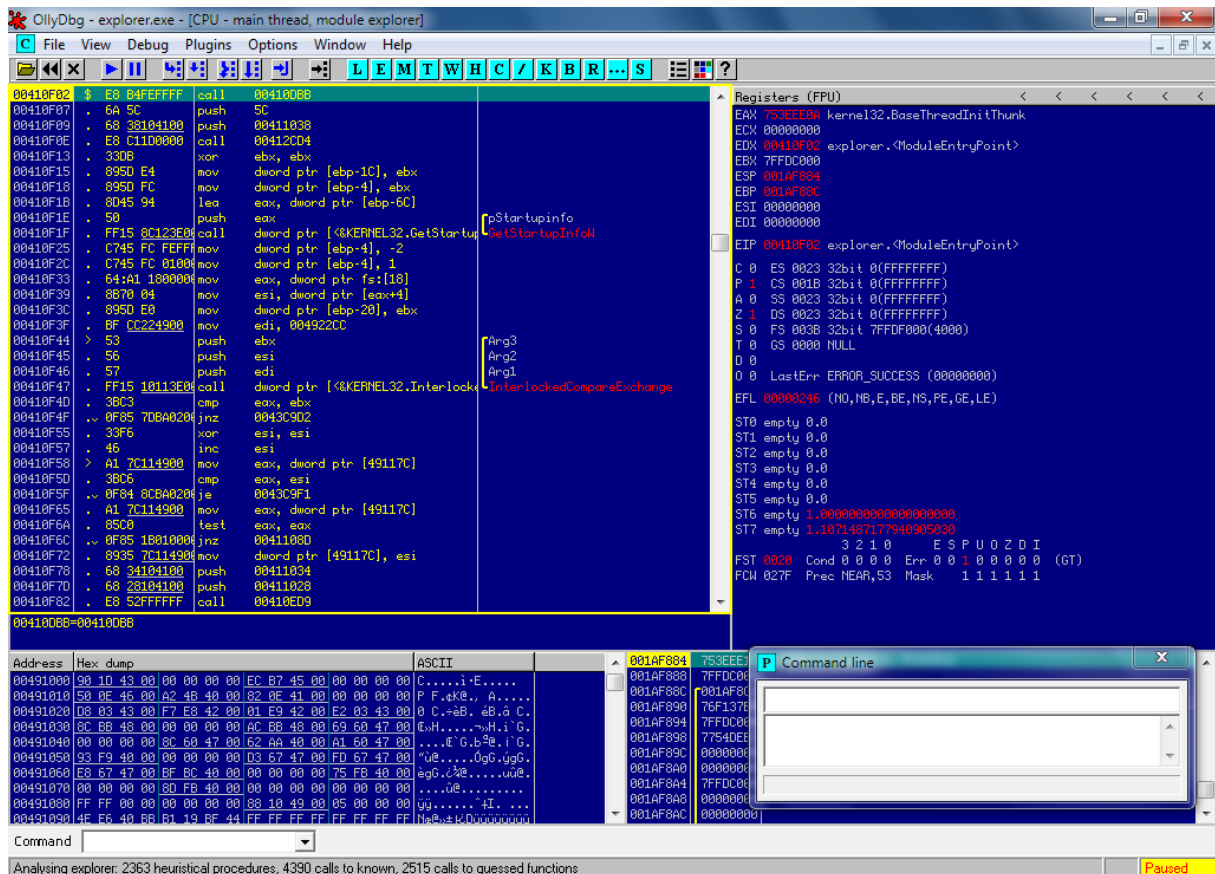 OllyDbg - explorer.exe - [CPU - main thread, module explorer]
C File View Debug Plugins Options Window Help
L E M T W H C / K B R ... S ?
00410F02 $ E8 B4FEFFFF call 00410DBB
00410F07 . 6A 5C push 5C
00410F09 . 68 38104100 push 00411038
00410F0E . E8 C11D0000 call 00412CD4
00410F13 . 33DB xor ebx, ebx
00410F15 . 895D E4 mov dword ptr [ebp-1C], ebx
00410F18 . 895D FC mov dword ptr [ebp-4], ebx
00410F1B . 8D45 94 lea eax, dword ptr [ebp-6C]
00410F1E . 50 push eax pStartupinfo
00410F1F . FF15 8C123E00 call dword ptr [<&KERNEL32.GetStartup GetStartupInfoW
00410F25 . C745 FC FEFFF mov dword ptr [ebp-4], -2
00410F2C . C745 FC 01000 mov dword ptr [ebp-4], 1
00410F33 . 64:A1 1800000 mov eax, dword ptr fs:[18]
00410F39 . 8B70 04 mov esi, dword ptr [eax+4]
00410F3C . 895D E0 mov dword ptr [ebp-20], ebx
00410F3F . BF CC224900 mov edi, 004922CC
00410F44 > 53 push ebx Arg3
00410F45 . 56 push esi Arg2
00410F46 . 57 push edi Arg1
00410F47 . FF15 10113E00 call dword ptr [<&KERNEL32.Interlocke InterlockedCompareExchange
00410F4D . 3BC3 cmp eax, ebx
00410F4F .v 0F85 7DBA0200 jnz 0043C9D2
00410F55 . 33F6 xor esi, esi
00410F57 . 46 inc esi
00410F58 > A1 7C114900 mov eax, dword ptr [49117C]
00410F5D . 3BC6 cmp eax, esi
00410F5F .v 0F84 8CBA0200 je 0043C9F1
00410F65 . A1 7C114900 mov eax, dword ptr [49117C]
00410F6A . 85C0 test eax, eax
00410F6C .v 0F85 1B010000 jnz 0041108D
00410F72 . 8935 7C114900 mov dword ptr [49117C], esi
00410F78 . 68 34104100 push 00411034
00410F7D . 68 28104100 push 00411028
00410F82 . E8 52FFFFFF call 00410ED9
00410DBB=00410DBB
Registers (FPU) < < < < < <
EAX 753EEE0A kernel32.BaseThreadInitThunk
ECX 00000000
EDX 00410F02 explorer.<ModuleEntryPoint>
EBX 7FFDC000
ESP 001AF884
EBP 001AF88C
ESI 00000000
EDI 00000000
EIP 00410F02 explorer.<ModuleEntryPoint>
C 0 ES 0023 32bit 0(FFFFFFFF)
P 1 CS 001B 32bit 0(FFFFFFFF)
A 0 SS 0023 32bit 0(FFFFFFFF)
Z 1 DS 0023 32bit 0(FFFFFFFF)
S 0 FS 003B 32bit 7FFDF000(4000)
T 0 GS 0000 NULL
D 0
O 0 LastErr ERROR_SUCCESS (00000000)
EFL 00000246 (NO,NB,E,BE,NS,PE,GE,LE)
ST0 empty 0.0
ST1 empty 0.0
ST2 empty 0.0
ST3 empty 0.0
ST4 empty 0.0
ST5 empty 0.0
ST6 empty 1.0000000000000000000
ST7 empty 1.1071487177940905030
3 2 1 0 E S P U O Z D I
FST 0020 Cond 0 0 0 0 Err 0 0 1 0 0 0 0 0 (GT)
FCW 027F Prec NEAR,53 Mask 1 1 1 1 1 1
Address Hex dump ASCII
00491000 90 1D 43 00 00 00 00 00 EC B7 45 00 00 00 00 00
00491010 50 0E 46 00 A2 4B 40 00 82 0E 41 00 00 00 00 00
00491020 D8 03 43 00 F7 E8 42 00 01 E9 42 00 E2 03 43 00
00491030 8C BB 48 00 00 00 00 00 AC BB 48 00 69 60 47 00
00491040 00 00 00 00 8C 60 47 00 62 AA 40 00 A1 60 47 00
00491050 93 F9 40 00 00 00 00 00 D3 67 47 00 FD 67 47 00
00491060 E8 67 47 00 BF BC 40 00 00 00 00 00 75 FB 40 00
00491070 00 00 00 00 8D FB 40 00 00 00 00 00 00 00 00 00
00491080 FF FF 00 00 00 00 00 00 88 10 49 00 05 00 00 00
00491090 4E E6 40 BB B1 19 BF 44 FF FF FF FF FF FF FF FF
001AF884 753EEE1
001AF888 7FFDC00
001AF88C 001AF8C
001AF890 76F137E
001AF894 7FFDC00
001AF898 7754DEE
001AF89C 0000000
001AF8A0 0000000
001AF8A4 7FFDC00
001AF8A8 0000000
001AF8AC 00000000
P Command line
Command
Analysing explorer: 2363 heuristical procedures, 4390 calls to known, 2515 calls to guessed functions
Paused